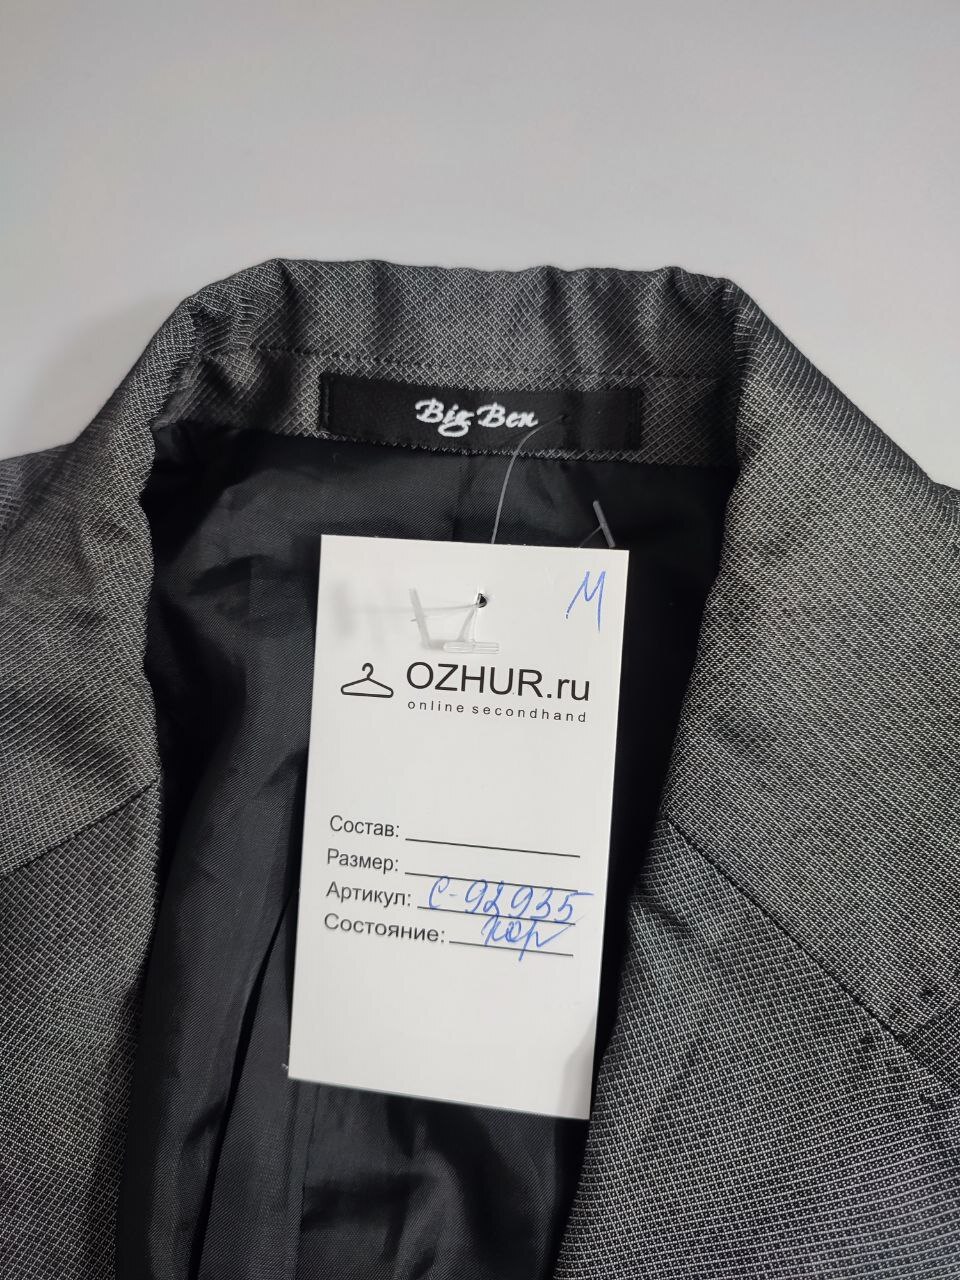 Big Ben
М
OZHUR.ru
online secondhand
Состав:
Размер:
Артикул: С-92935
Состояние: хор